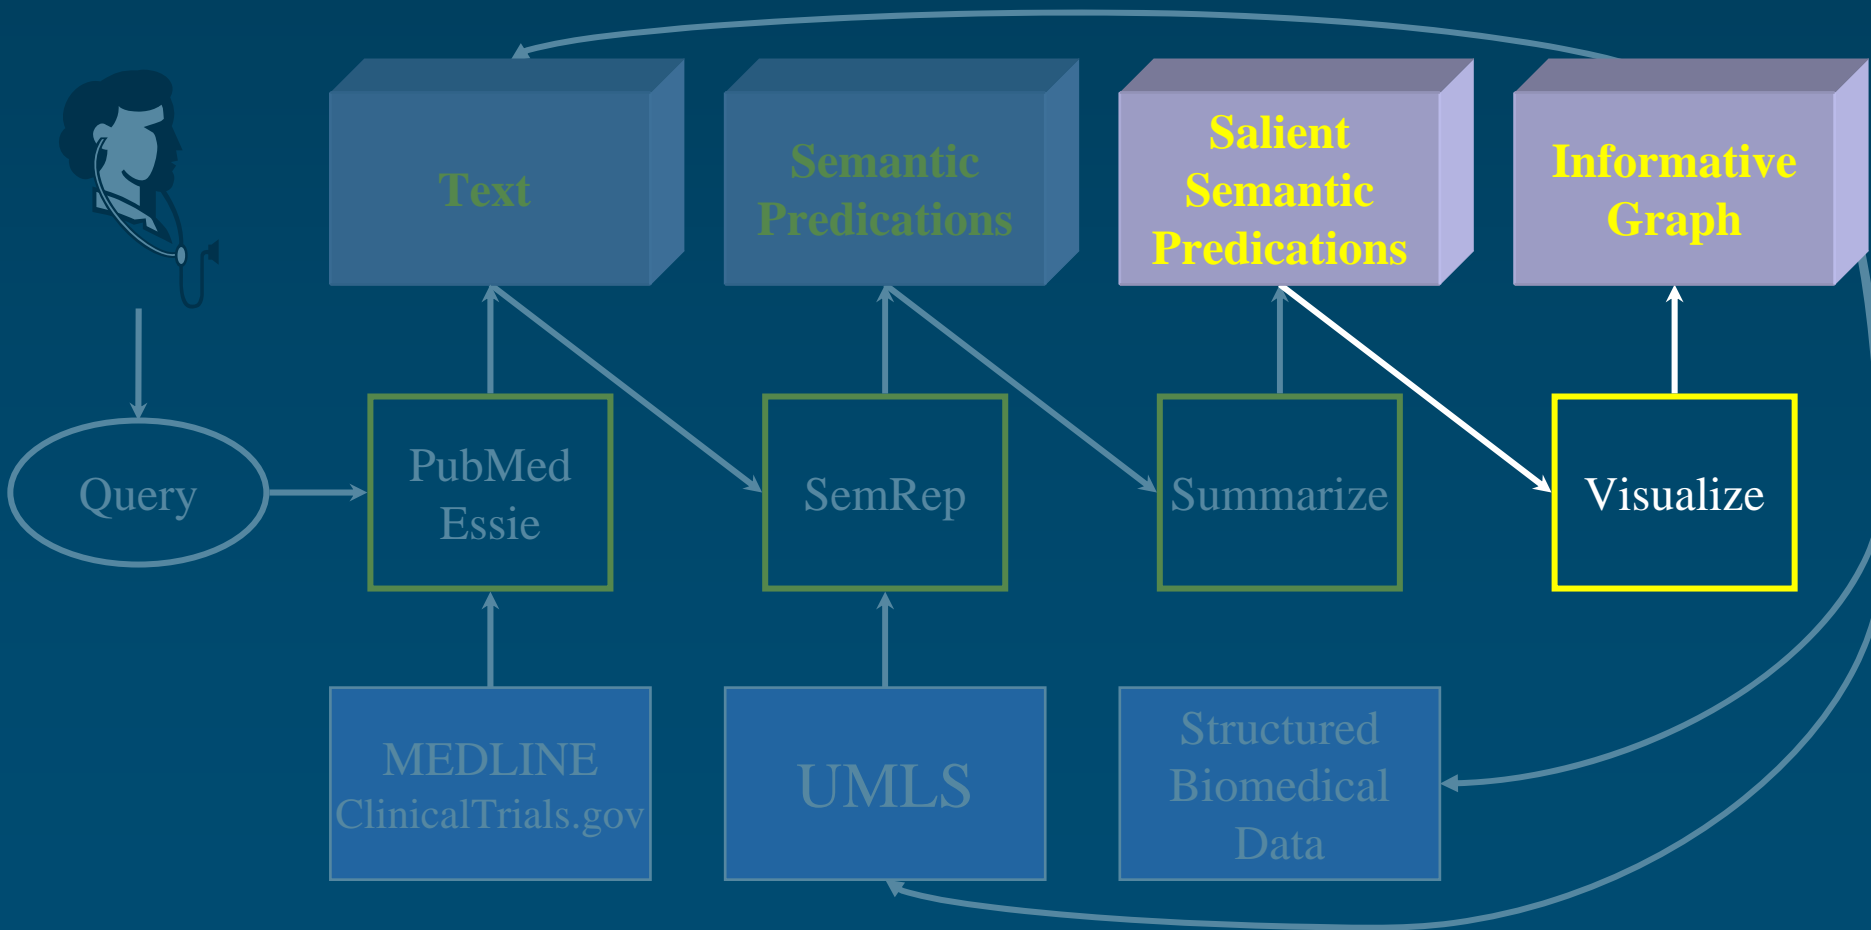 Text
Semantic
Predications
Salient
Semantic
Predications
Informative
Graph
Query
PubMed
Essie
SemRep
Summarize
Visualize
MEDLINE
ClinicalTrials.gov
UMLS
Structured
Biomedical
Data